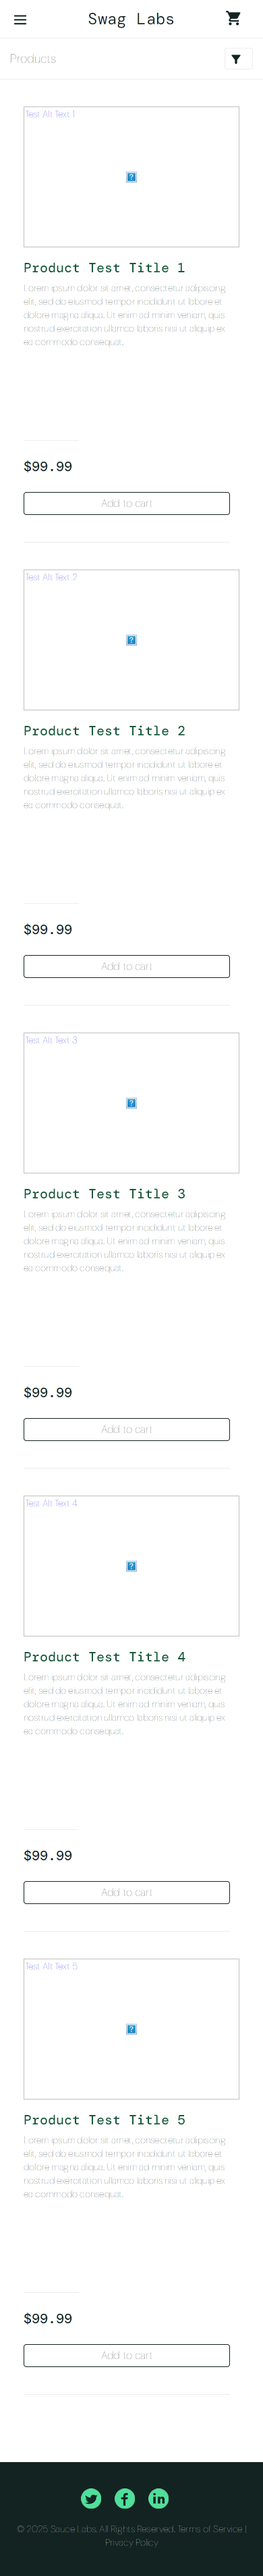 Swag Labs
Products
Test Alt Text 1
Product Test Title 1
Lorem ipsum dolor sit amet, consectetur adipiscing
elit, sed do eiusmod tempor incididunt ut labore et
dolore magna aliqua. Ut enim ad minim veniam, quis
nostrud exercitation ullamco laboris nisi ut aliquip ex
ea commodo consequat.
$99.99
Add to cart
Test Alt Text 2
Product Test Title 2
Lorem ipsum dolor sit amet, consectetur adipiscing
elit, sed do eiusmod tempor incididunt ut labore et
dolore magna aliqua. Ut enim ad minim veniam, quis
nostrud exercitation ullamco laboris nisi ut aliquip ex
ea commodo consequat.
$99.99
Add to cart
Test Alt Text 3
Product Test Title 3
Lorem ipsum dolor sit amet, consectetur adipiscing
elit, sed do eiusmod tempor incididunt ut labore et
dolore magna aliqua. Ut enim ad minim veniam, quis
nostrud exercitation ullamco laboris nisi ut aliquip ex
ea commodo consequat.
$99.99
Add to cart
Test Alt Text 4
Product Test Title 4
Lorem ipsum dolor sit amet, consectetur adipiscing
elit, sed do eiusmod tempor incididunt ut labore et
dolore magna aliqua. Ut enim ad minim veniam, quis
nostrud exercitation ullamco laboris nisi ut aliquip ex
ea commodo consequat.
$99.99
Add to cart
Test Alt Text 5
Product Test Title 5
Lorem ipsum dolor sit amet, consectetur adipiscing
elit, sed do eiusmod tempor incididunt ut labore et
dolore magna aliqua. Ut enim ad minim veniam, quis
nostrud exercitation ullamco laboris nisi ut aliquip ex
ea commodo consequat.
$99.99
Add to cart
© 2025 Sauce Labs. All Rights Reserved. Terms of Service |
Privacy Policy